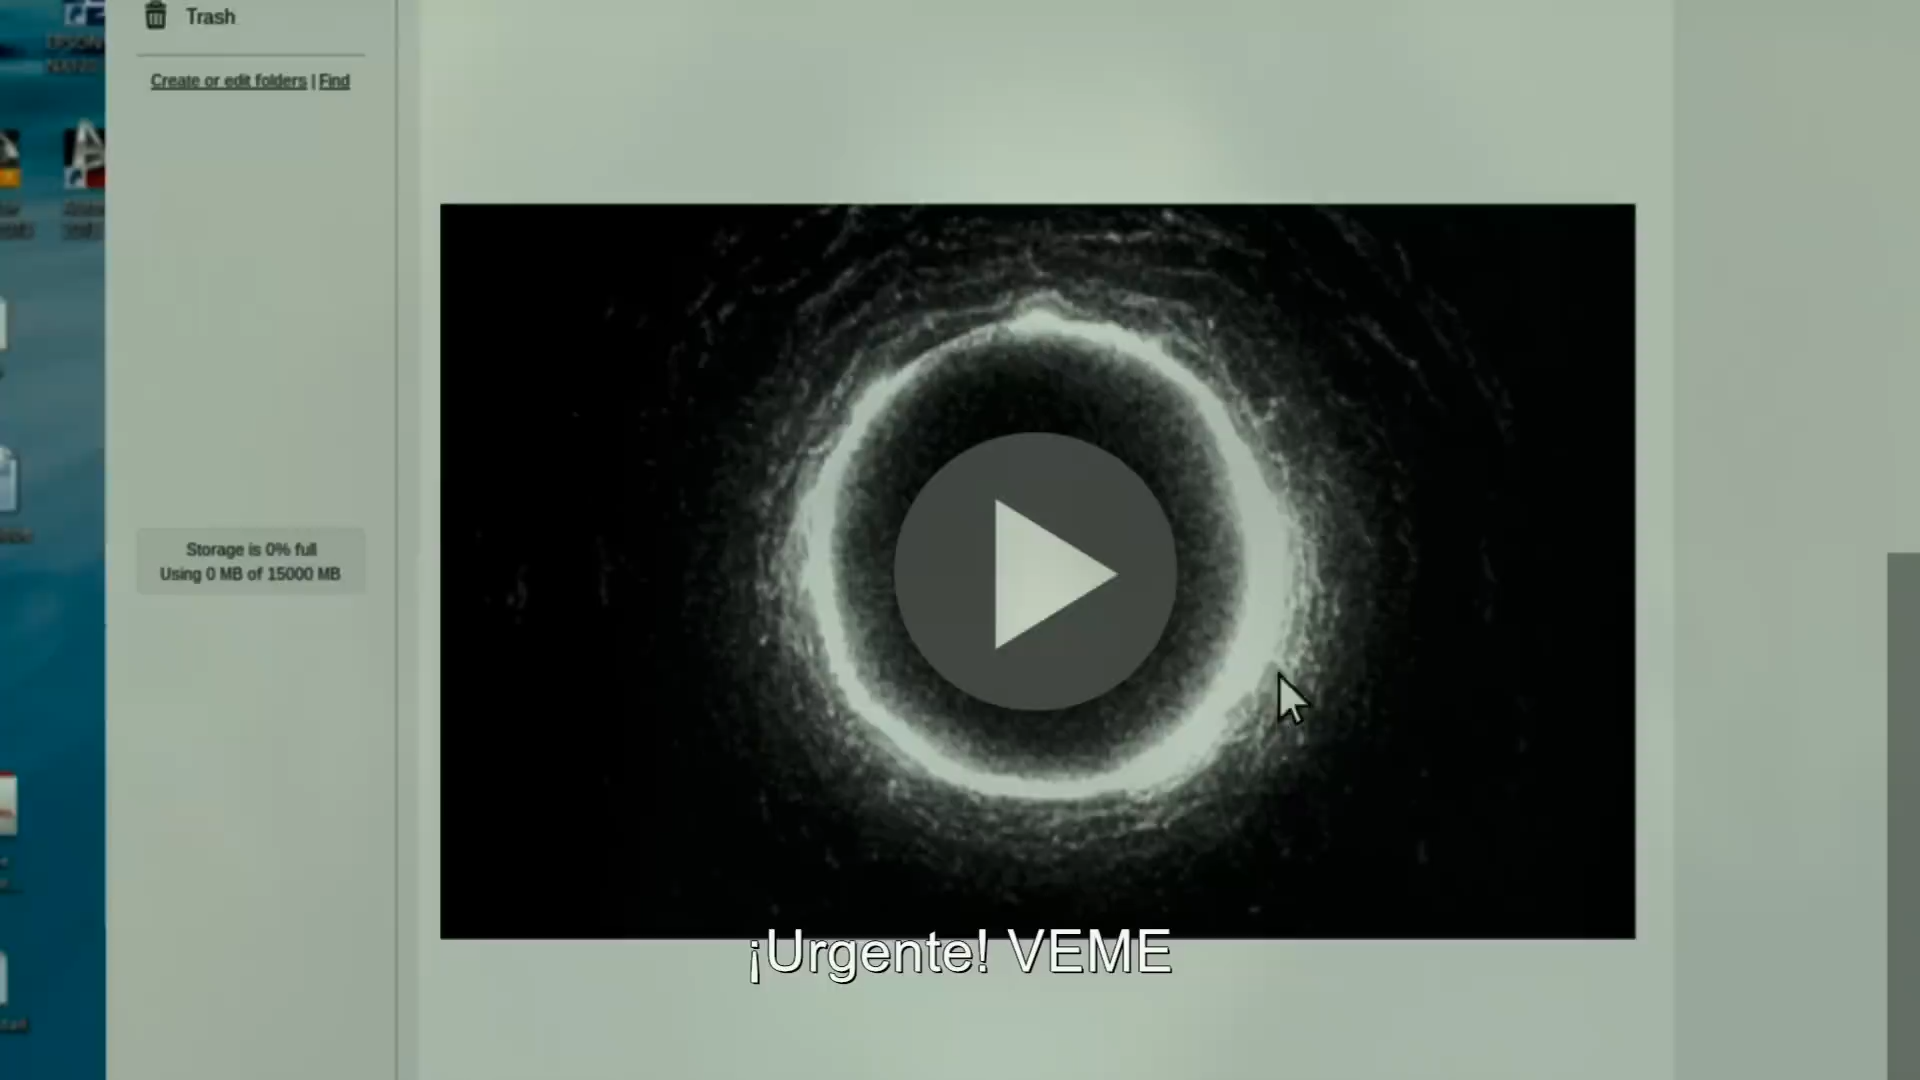 Trash
Create or edit folders | Find
Storage is 0% full
Using 0 MB of 15000 MB
¡Urgente! VEME